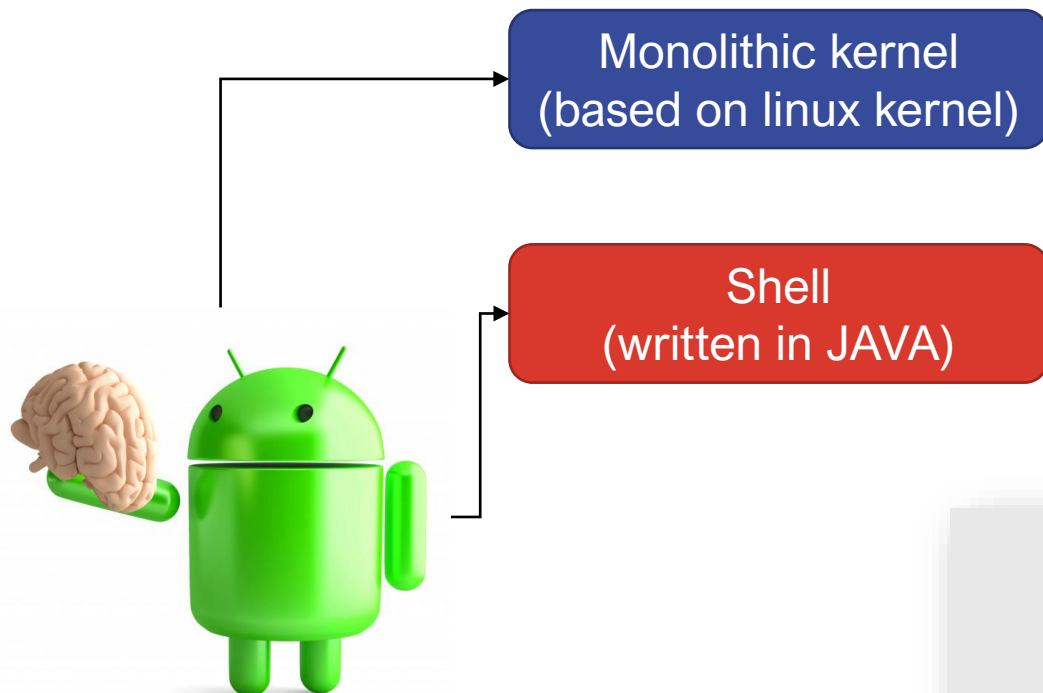 Monolithic kernel
(based on linux kernel)
Shell
(written in JAVA)